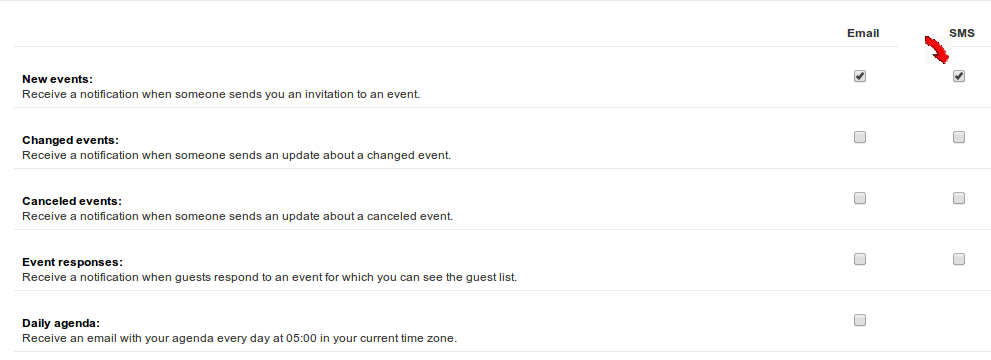 Email SMS
New events:
Receive a notification when someone sends you an invitation to an event.
Changed events:
Receive a notification when someone sends an update about a changed event.
Canceled events:
Receive a notification when someone sends an update about a canceled event.
Event responses:
Receive a notification when guests respond to an event for which you can see the guest list.
Daily agenda:
Receive an email with your agenda every day at 05:00 in your current time zone.